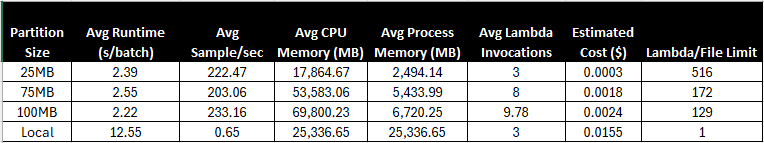 Partition Size Avg Runtime (s/batch) Avg Sample/sec Avg CPU Memory (MB) Avg Process Memory (MB) Avg Lambda Invocations Estimated Cost ($) Lambda/File Limit
25MB 2.39 222.47 17,864.67 2,494.14 3 0.0003 516
75MB 2.55 203.06 53,583.06 5,433.99 8 0.0018 172
100MB 2.22 233.16 69,800.23 6,720.25 9.78 0.0024 129
Local 12.55 0.65 25,336.65 25,336.65 3 0.0155 1